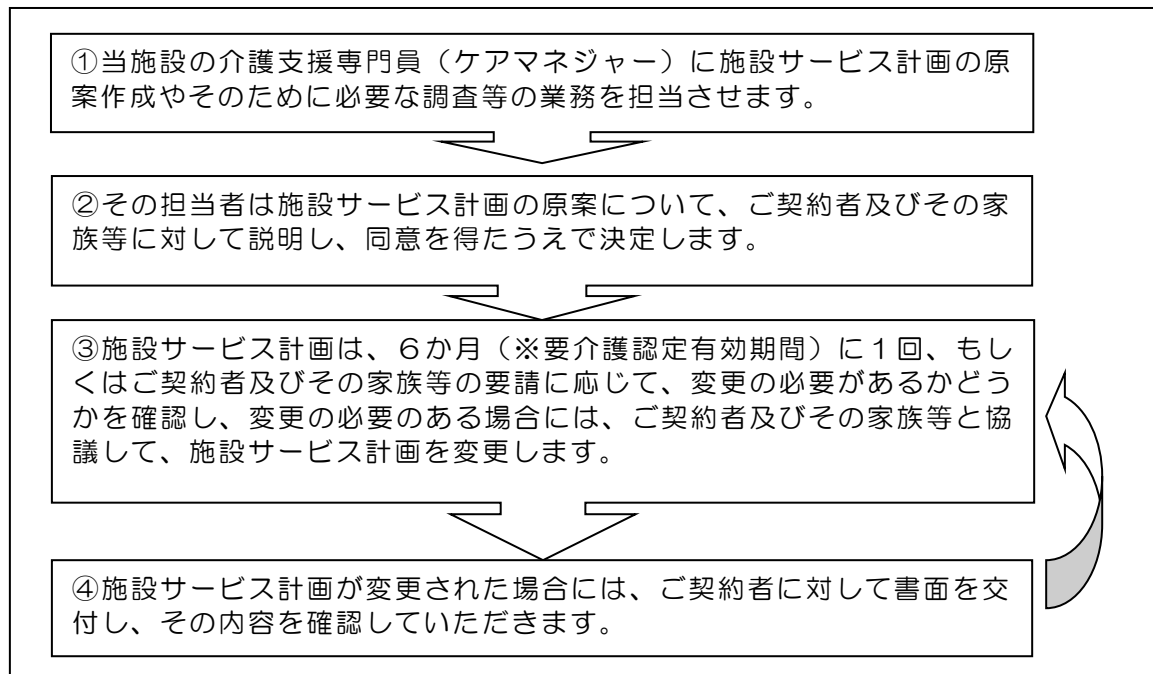 ①当施設の介護支援専門員（ケアマネジャー）に施設サービス計画の原
案作成やそのために必要な調査等の業務を担当させます。
②その担当者は施設サービス計画の原案について、ご契約者及びその家
族等に対して説明し、同意を得たうえで決定します。
③施設サービス計画は、６か月（※要介護認定有効期間）に１回、もし
くはご契約者及びその家族等の要請に応じて、変更の必要があるかどう
かを確認し、変更の必要のある場合には、ご契約者及びその家族等と協
議して、施設サービス計画を変更します。
④施設サービス計画が変更された場合には、ご契約者に対して書面を交
付し、その内容を確認していただきます。